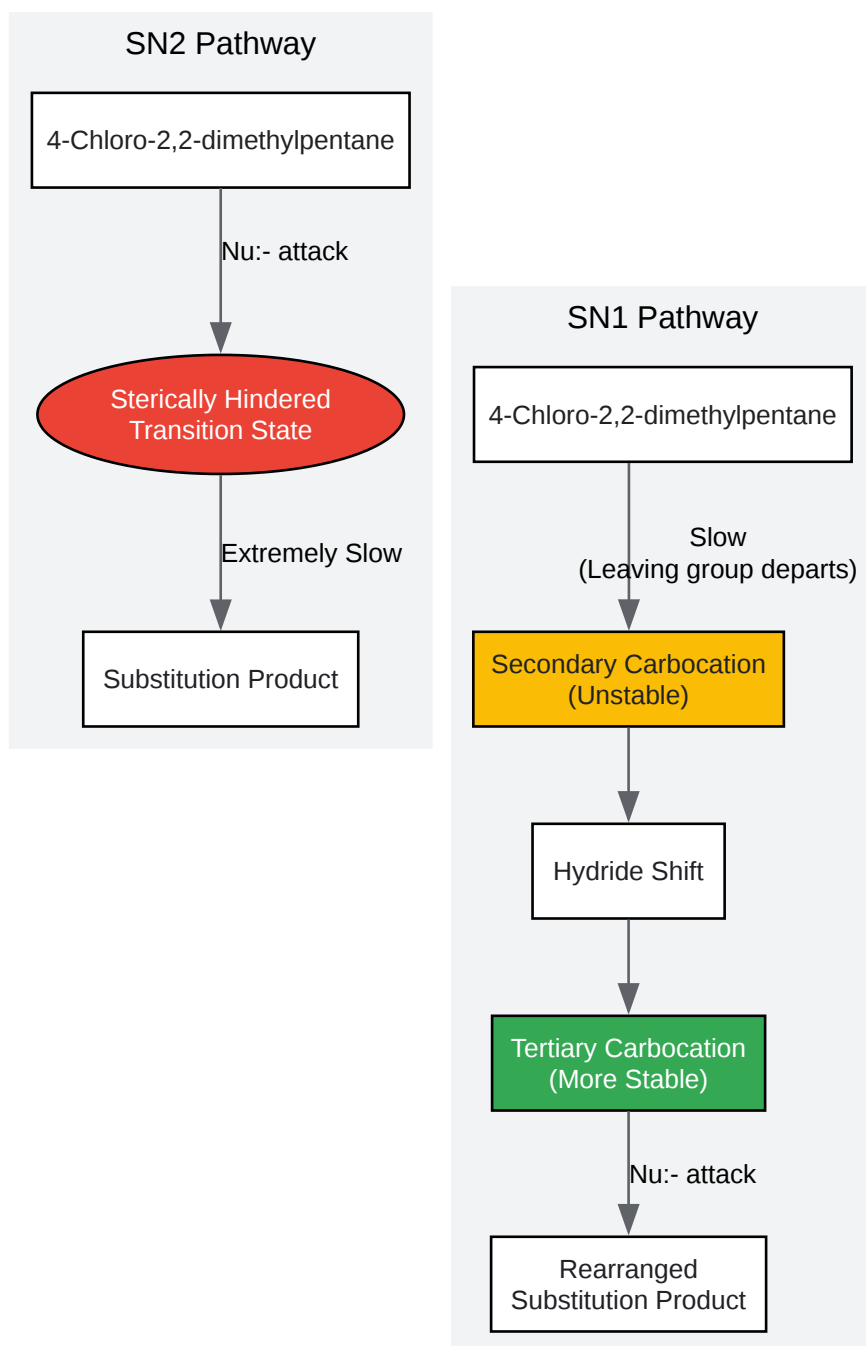 SN2 Pathway
4-Chloro-2,2-dimethylpentane
Nu:- attack
Sterically Hindered
Transition State
Extremely Slow
Substitution Product
SN1 Pathway
4-Chloro-2,2-dimethylpentane
Slow
(Leaving group departs)
Secondary Carbocation
(Unstable)
Hydride Shift
Tertiary Carbocation
(More Stable)
Nu:- attack
Rearranged
Substitution Product